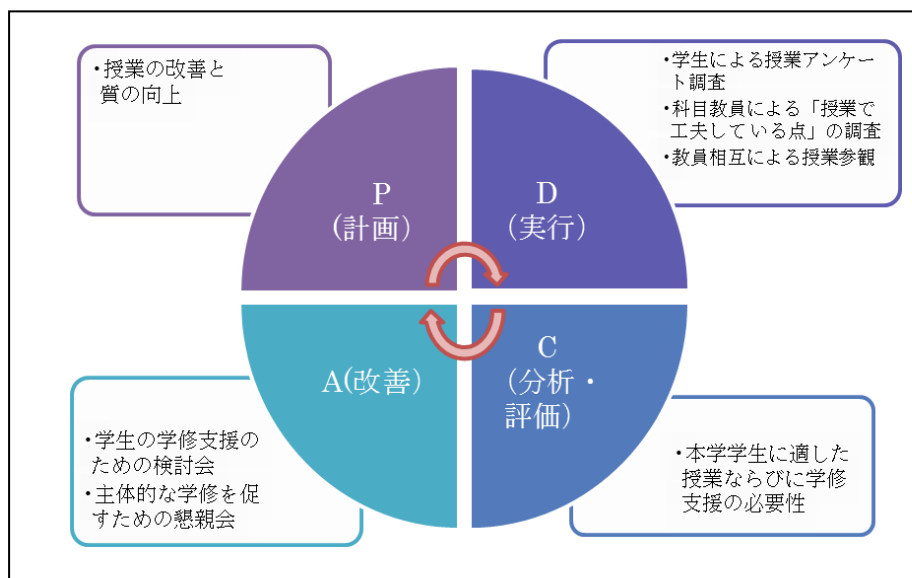 ・授業の改善と
質の向上
・学生による授業アンケー
ト調査
・科目教員による「授業で
工夫している点」の調査
・教員相互による授業参観
P
(計画）
D
（実行）
A(改善）
C
（分析・
評価）
・学生の学修支援の
ための検討会
・主体的な学修を促
すための懇親会
・本学学生に適した
授業ならびに学修
支援の必要性